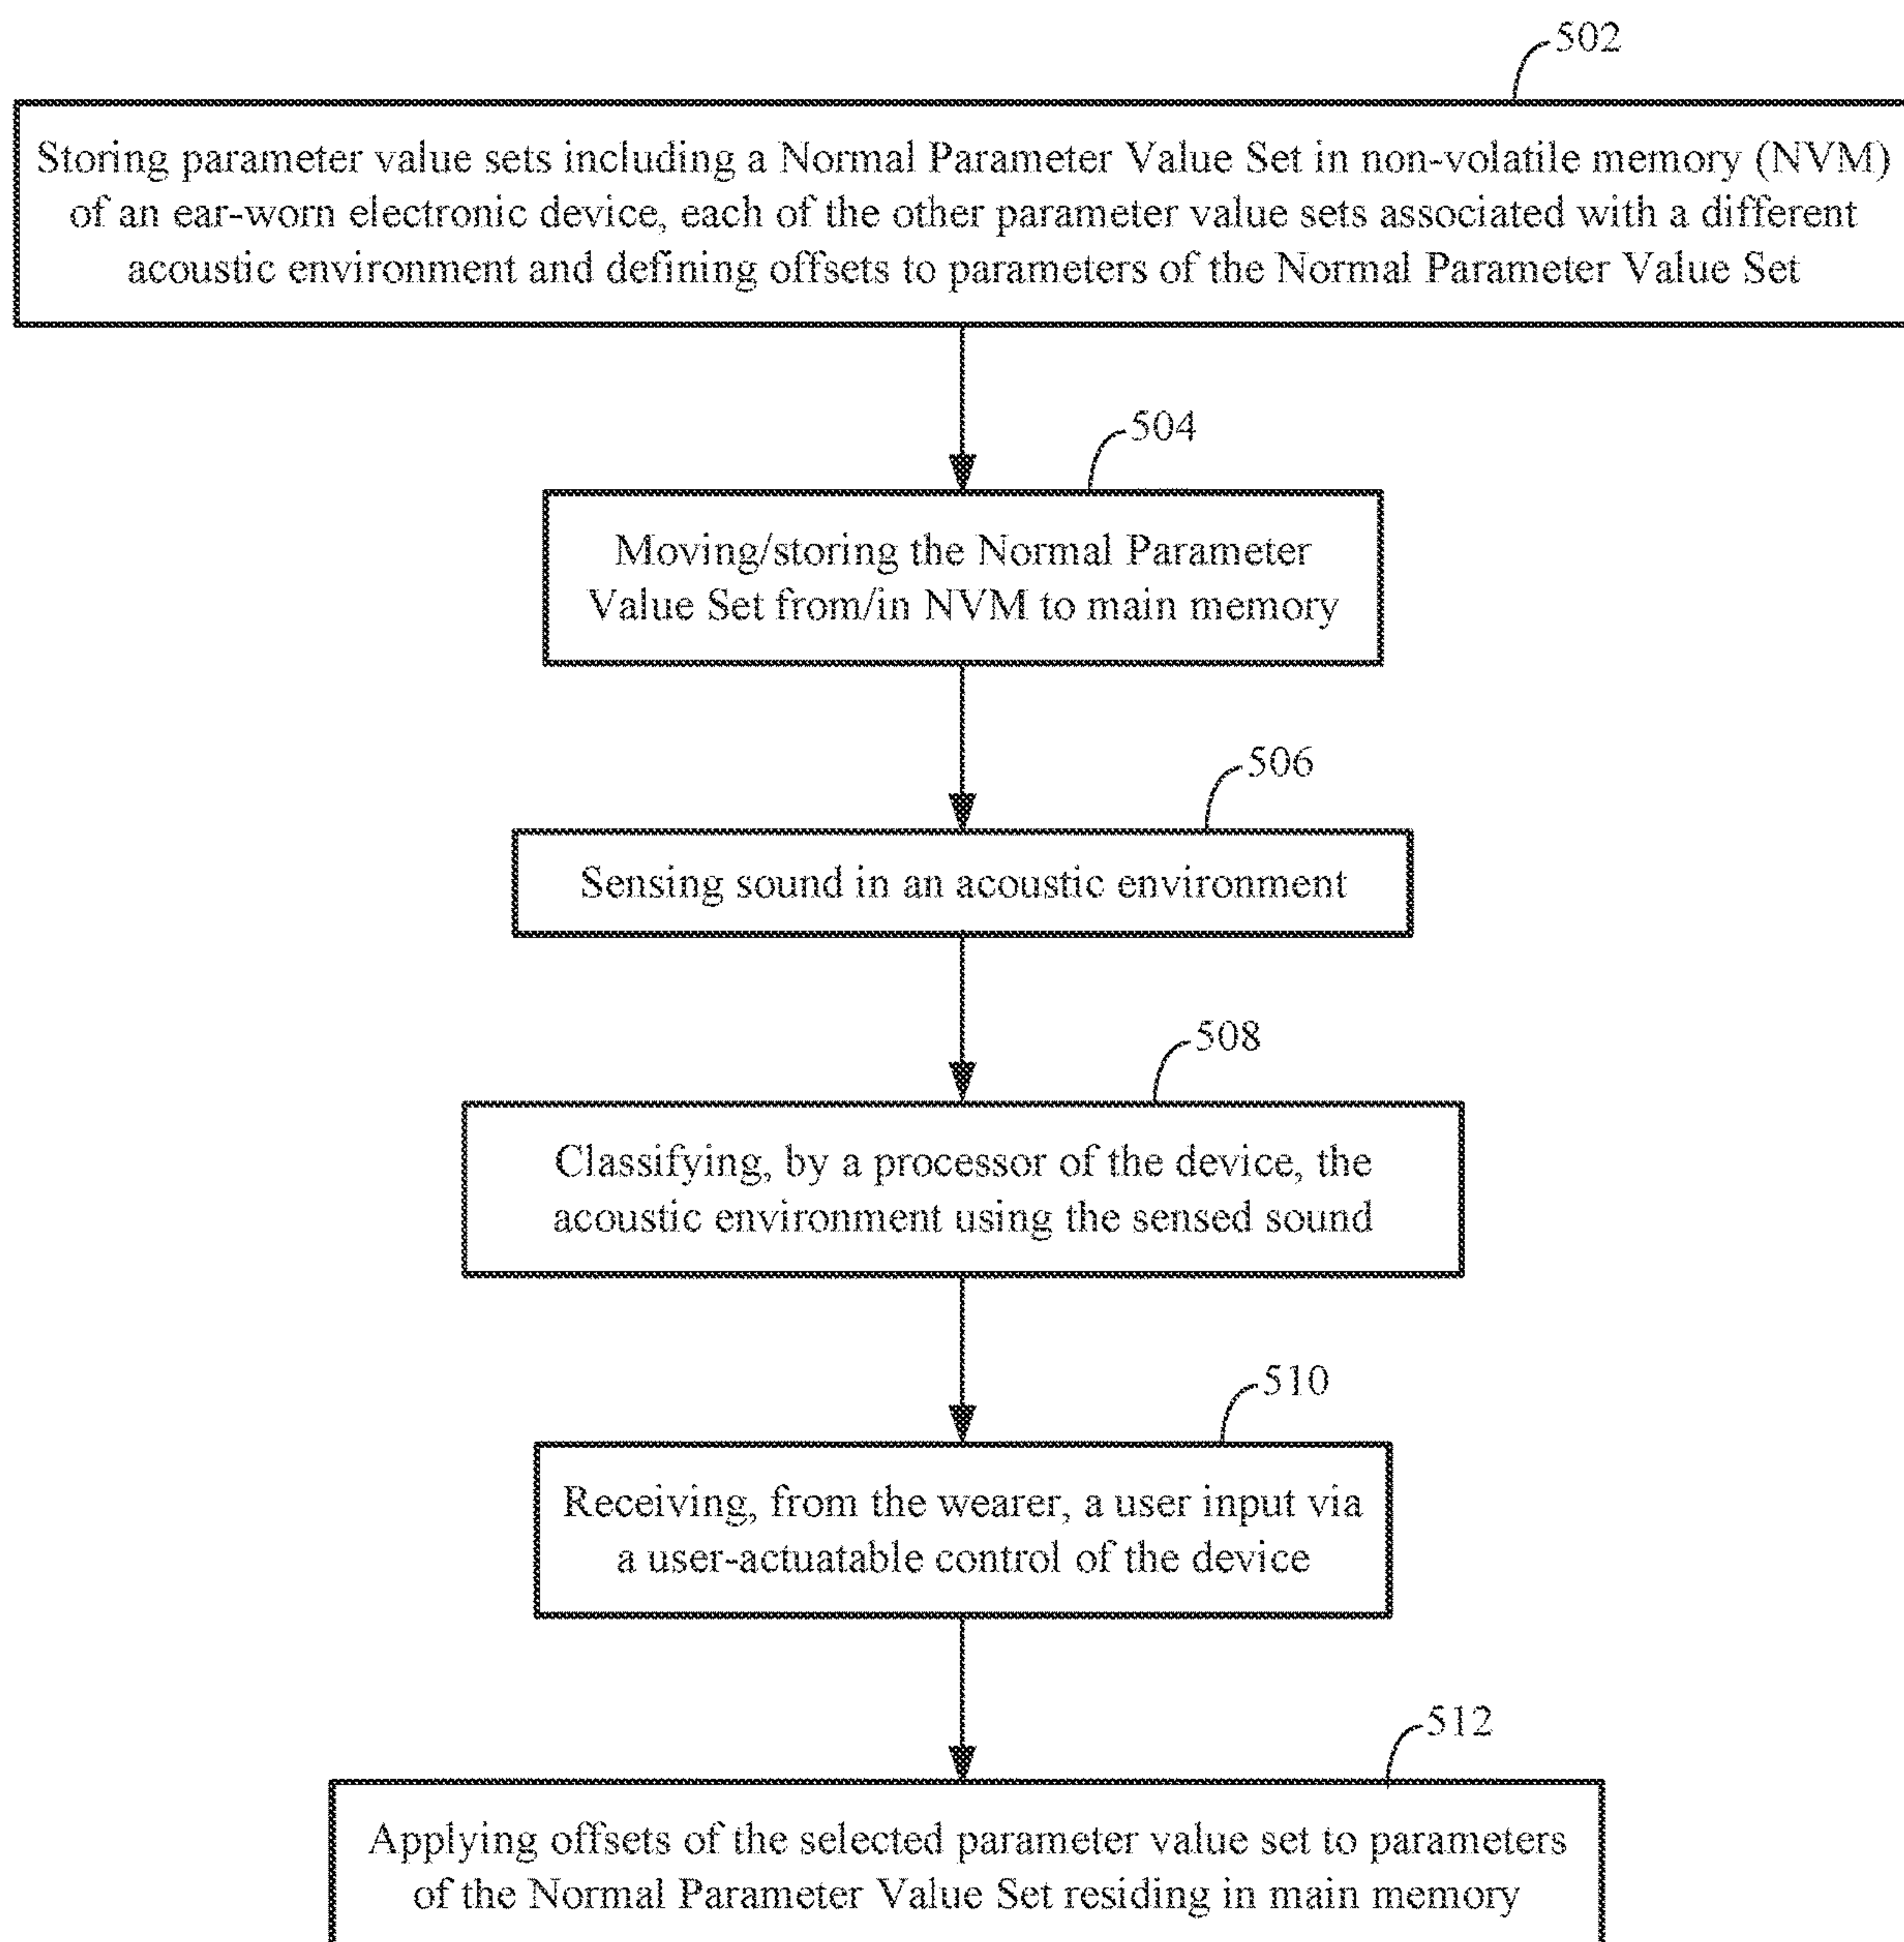 502
Storing parameter value sets including a Normal Parameter Value Set in non-volatile memory (NVM)
of an ear-worn electronic device, each of the other parameter value sets associated with a different
acoustic environment and defining offsets to parameters of the Normal Parameter Value Set
504
Moving/storing the Normal Parameter
Value Set from/in NVM to main memory
506
Sensing sound in an acoustic environment
508
Classifying, by a processor of the device, the
acoustic environment using the sensed sound
510
Receiving, from the wearer, a user input via
a user-actuatable control of the device
512
Applying offsets of the selected parameter value set to parameters
of the Normal Parameter Value Set residing in main memory